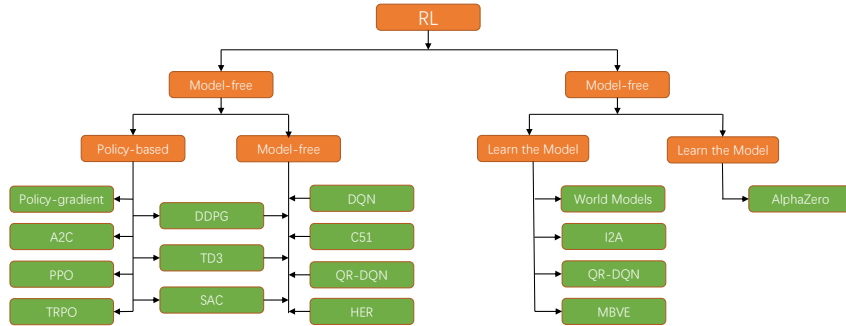 RL
Model-free
Model-free
Policy-based
Model-free
Learn the Model
Learn the Model
Policy-gradient
DDPG
DQN
World Models
AlphaZero
A2C
TD3
C51
I2A
PPO
SAC
QR-DQN
QR-DQN
TRPO
HER
MBVE